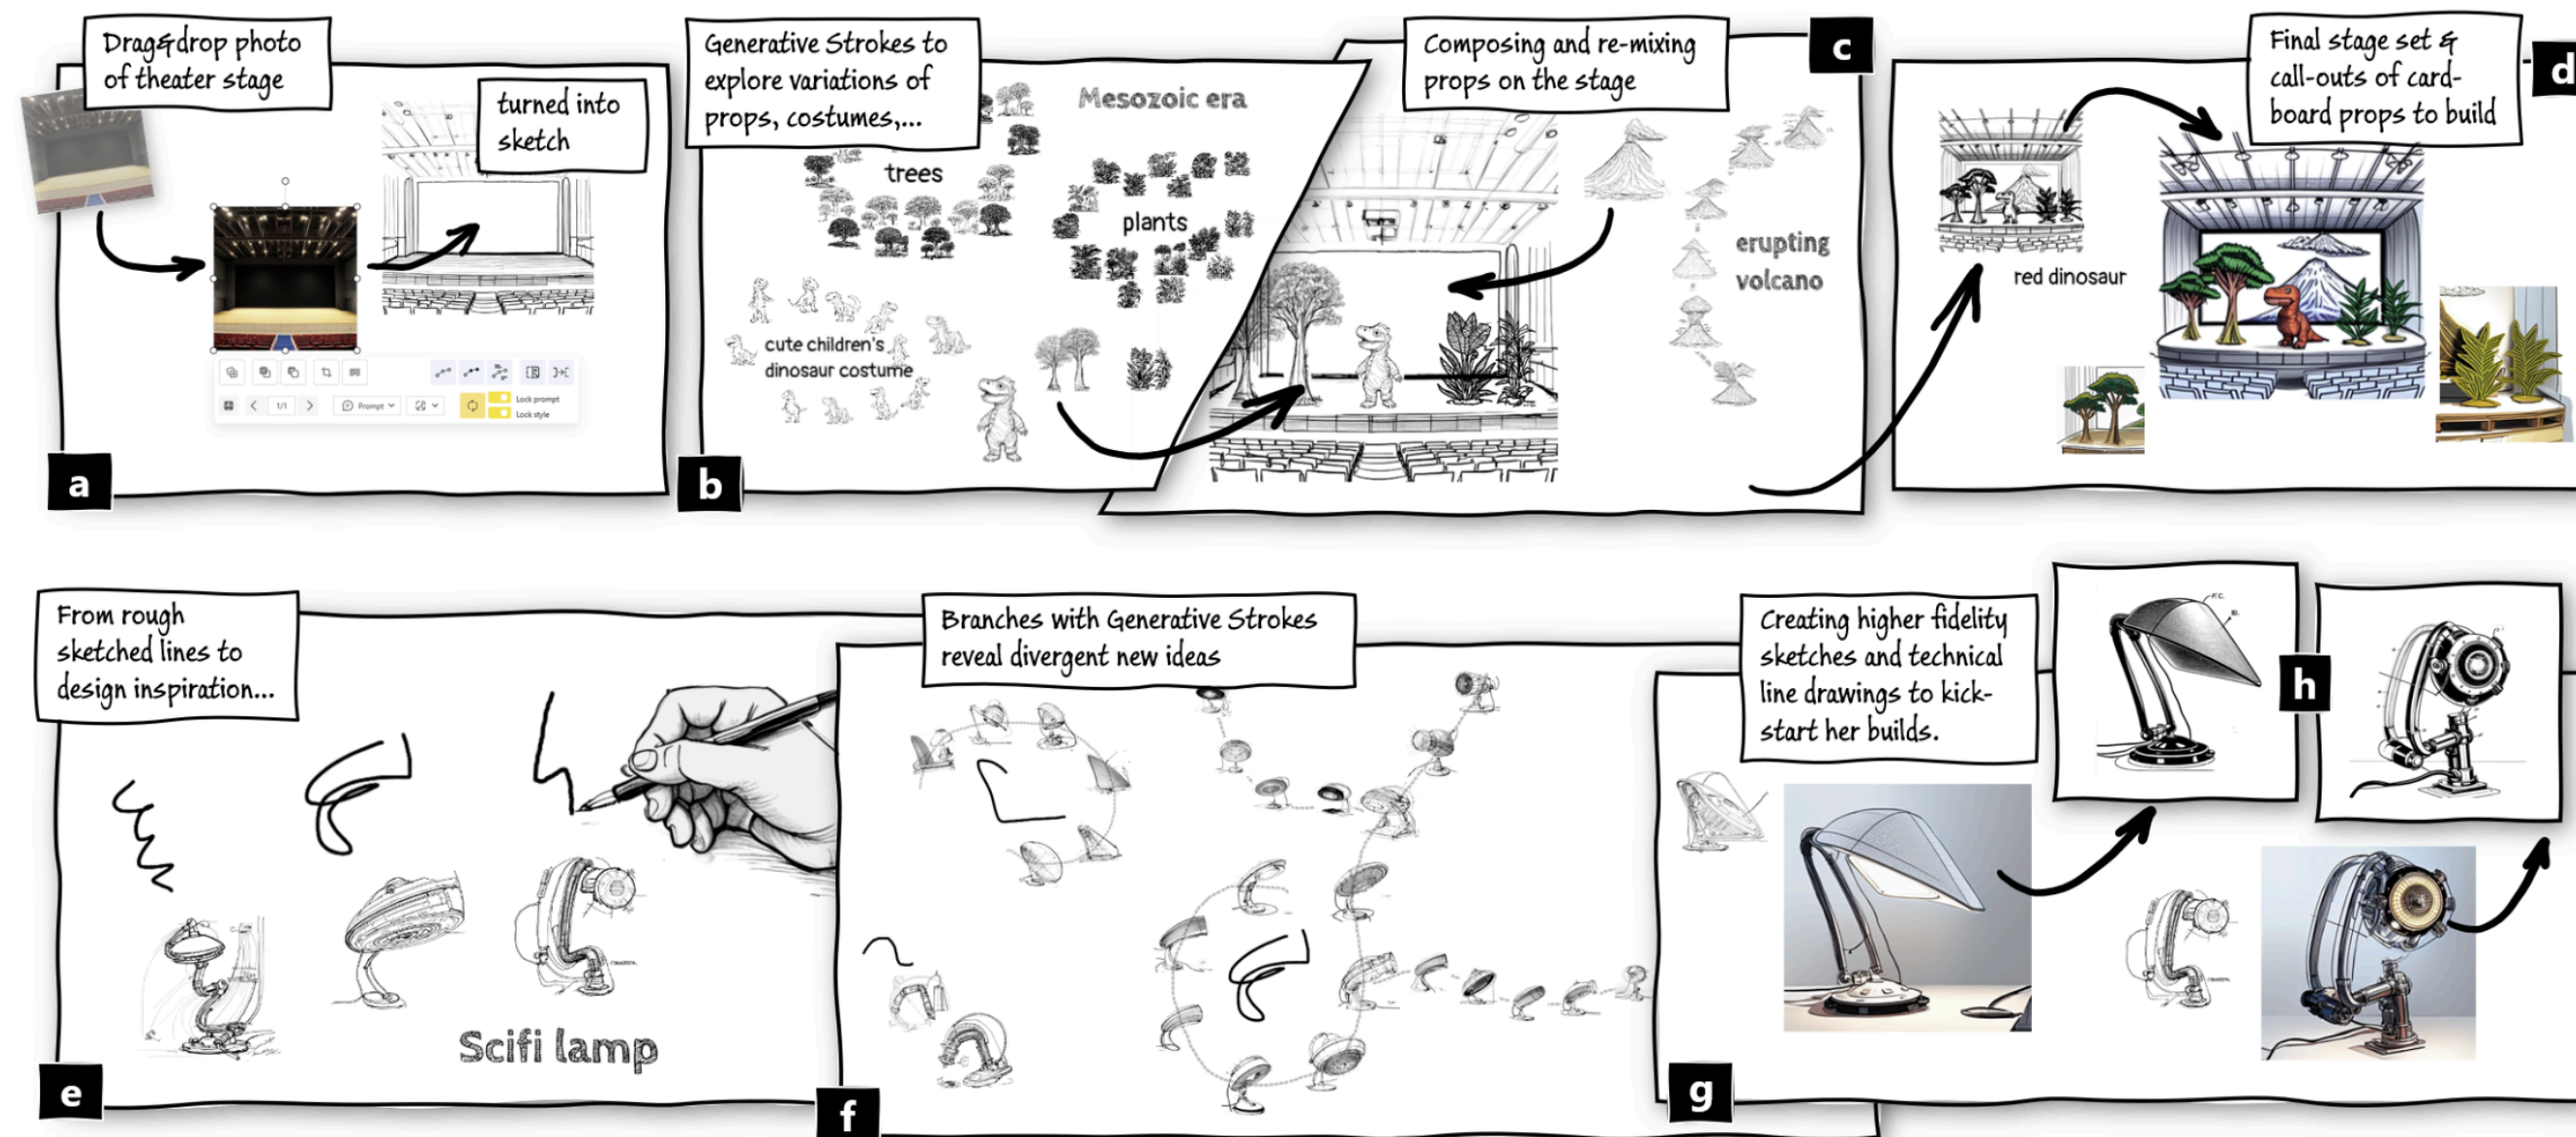 Drag&drop photo
of theater stage
turned into
sketch
1/1
Prompt
Lock prompt
Lock style
a
Generative Strokes to
explore variations of
props, costumes,...
Mesozoic era
trees
plants
cute children's
dinosaur costume
b
Composing and re-mixing
props on the stage
c
erupting
volcano
Final stage set &
call-outs of card-
board props to build
d
red dinosaur
From rough
sketched lines to
design inspiration...
Scifi lamp
e
Branches with Generative Strokes
reveal divergent new ideas
f
Creating higher fidelity
sketches and technical
line drawings to kick-
start her builds.
g
h